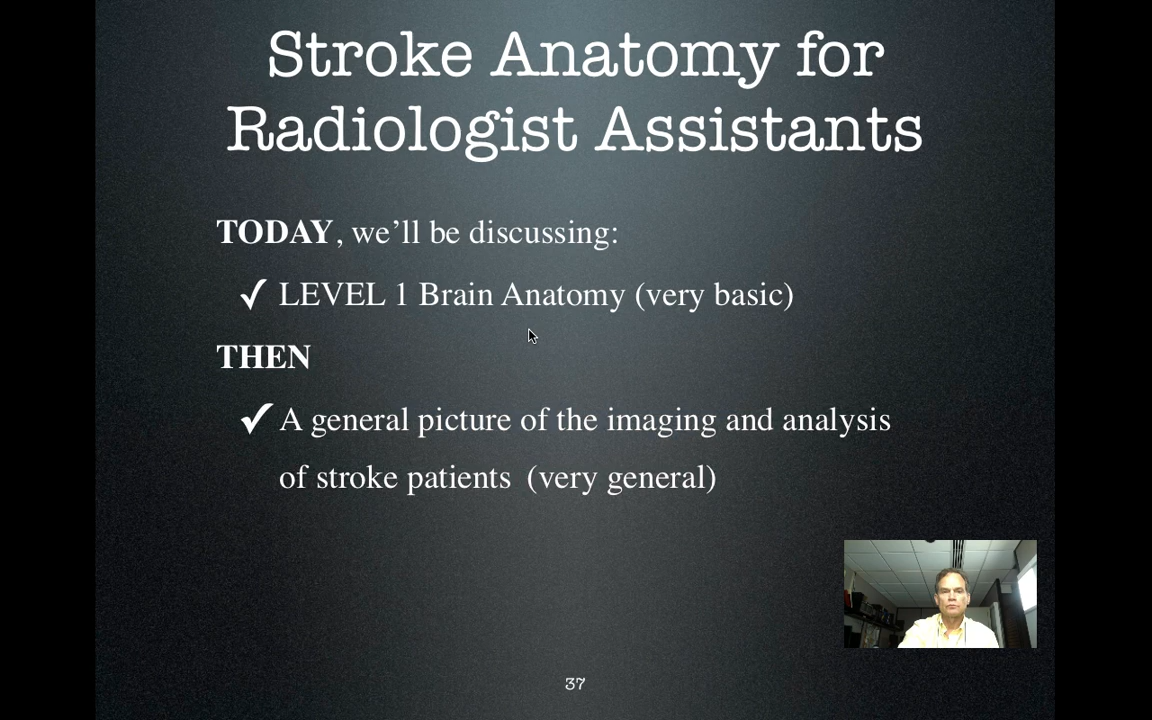 Stroke Anatomy for
Radiologist Assistants
TODAY, we’ll be discussing:
✓ LEVEL 1 Brain Anatomy (very basic)
THEN
✓ A general picture of the imaging and analysis
of stroke patients (very general)
37